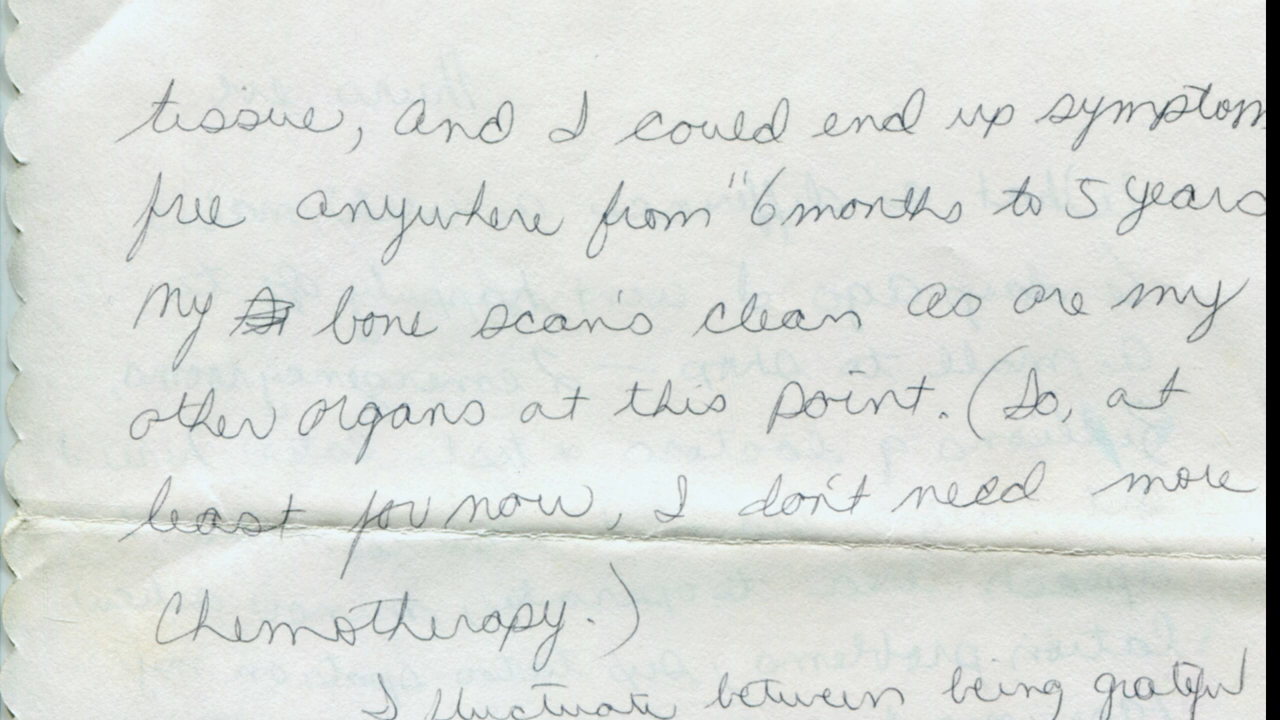 tissue, and I could end up symptom
free anywhere from "6 months to 5 years
My bone scan's clean as are my
other organs at this point. (So, at
least for now, I don't need more
Chemotherapy.)
I fluctuate between being grateful